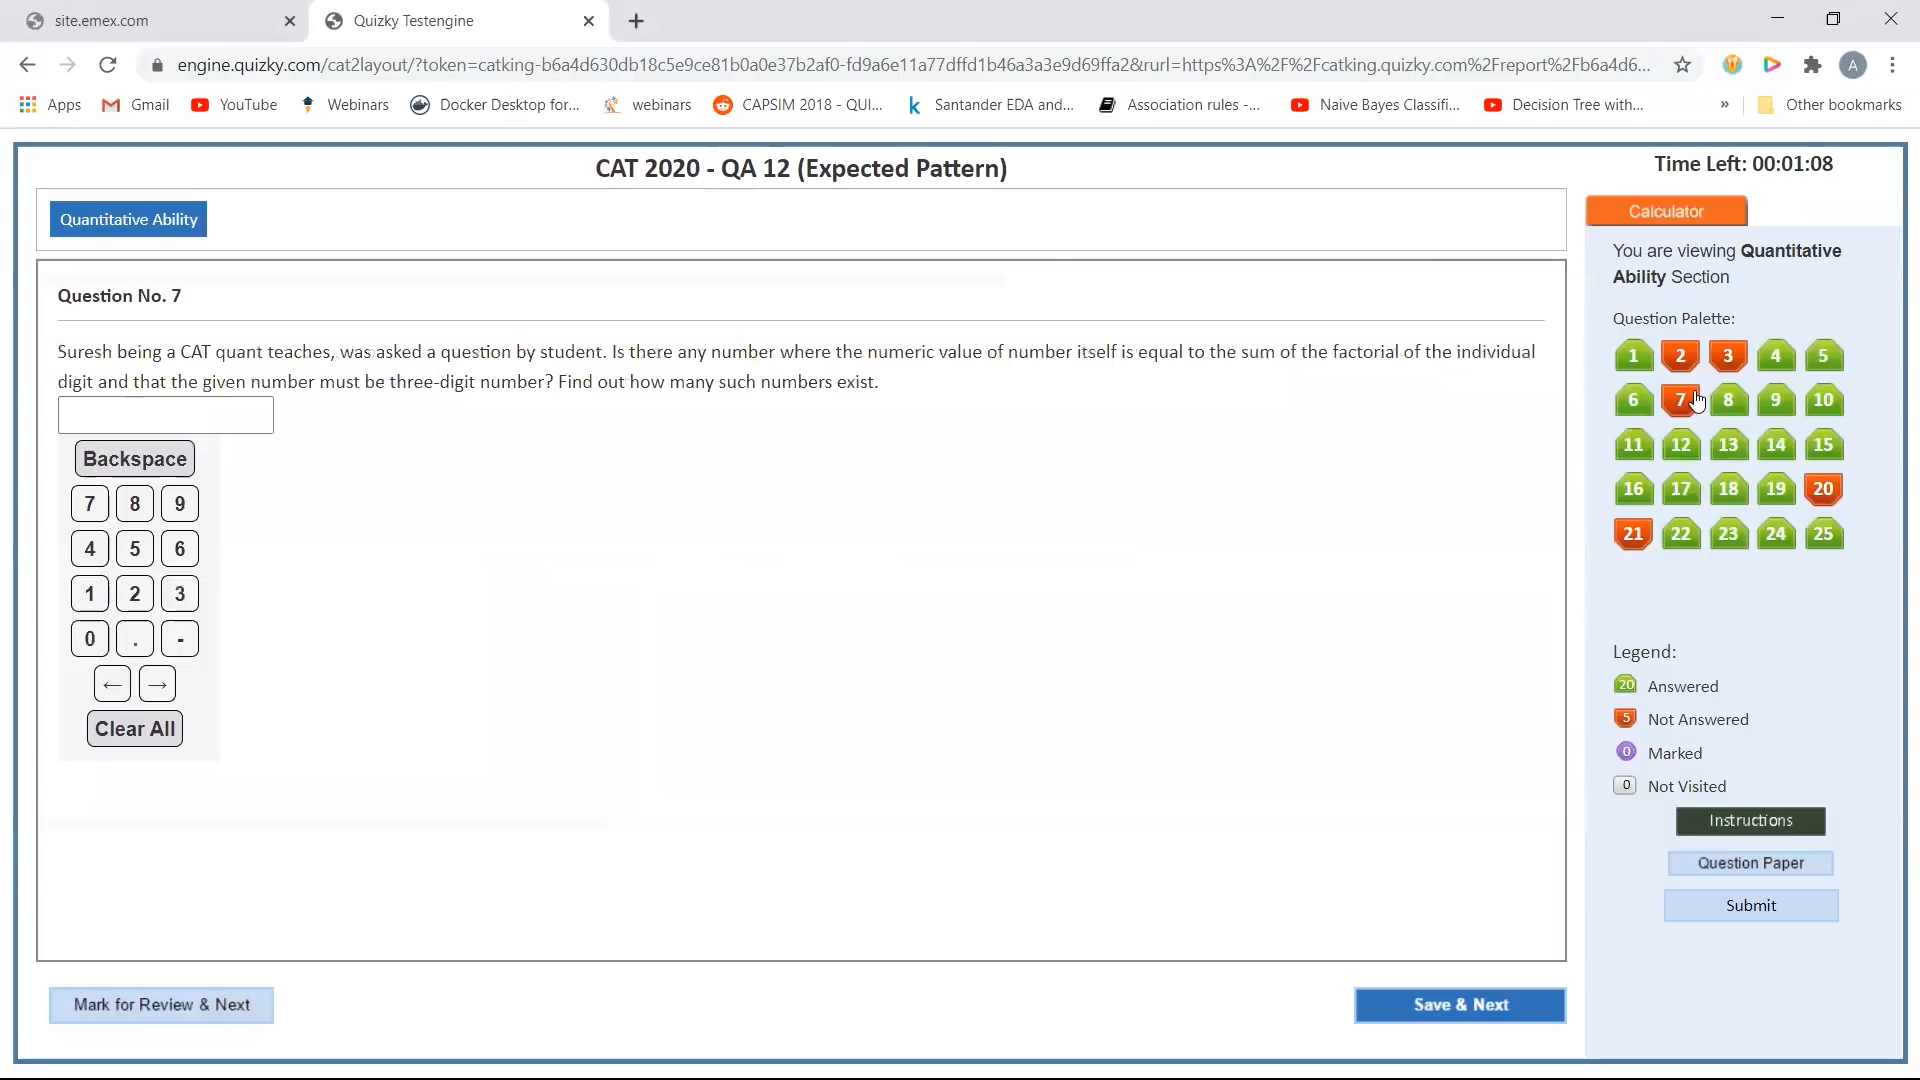 site.emex.com
Quizky Testengine
engine.quizky.com/cat2layout/?token=catking-b6a4d630db18c5e9ce81b0a0e37b2af0-fd9a6e11a77dffd1b46a3a3e9d69ffa2&rurl=https%3A%2F%2Fcatking.quizky.com%2Freport%2Fb6a4d6...
A
Apps
Gmail
YouTube
Webinars
Docker Desktop for...
webinars
CAPSIM 2018 - QUI...
k
Santander EDA and...
Association rules -...
Naive Bayes Classifi...
Decision Tree with...
»
Other bookmarks
CAT 2020 - QA 12 (Expected Pattern)
Time Left: 00:01:08
Quantitative Ability
Calculator
You are viewing Quantitative
Ability Section
Question No. 7
Question Palette:
Suresh being a CAT quant teaches, was asked a question by student. Is there any number where the numeric value of number itself is equal to the sum of the factorial of the individual
digit and that the given number must be three-digit number? Find out how many such numbers exist.
Backspace
7 8 9
4 5 6
1 2 3
0 . -
← →
Clear All
1 2 3 4 5
6 7 8 9 10
11 12 13 14 15
16 17 18 19 20
21 22 23 24 25
Legend:
20 Answered
5 Not Answered
0 Marked
0 Not Visited
Instructions
Question Paper
Submit
Mark for Review & Next
Save & Next